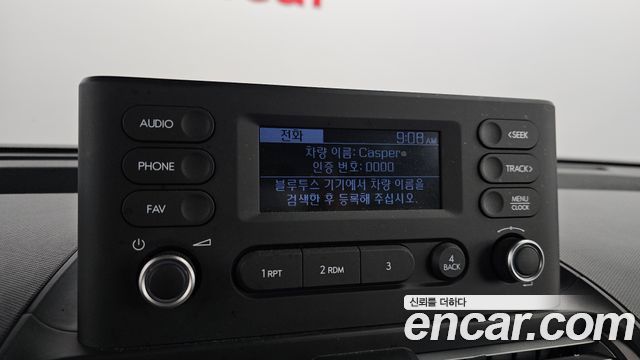 전화 9:08 AM
차량 이름: Casper
인증 번호: 0000
블루투스 기기에서 차량 이름을
검색한 후 등록해 주십시오.
AUDIO
PHONE
FAV
<SEEK
TRACK>
MENU
CLOCK
1 RPT 2 RDM 3 4
BACK
신뢰를 더하다
encar.com